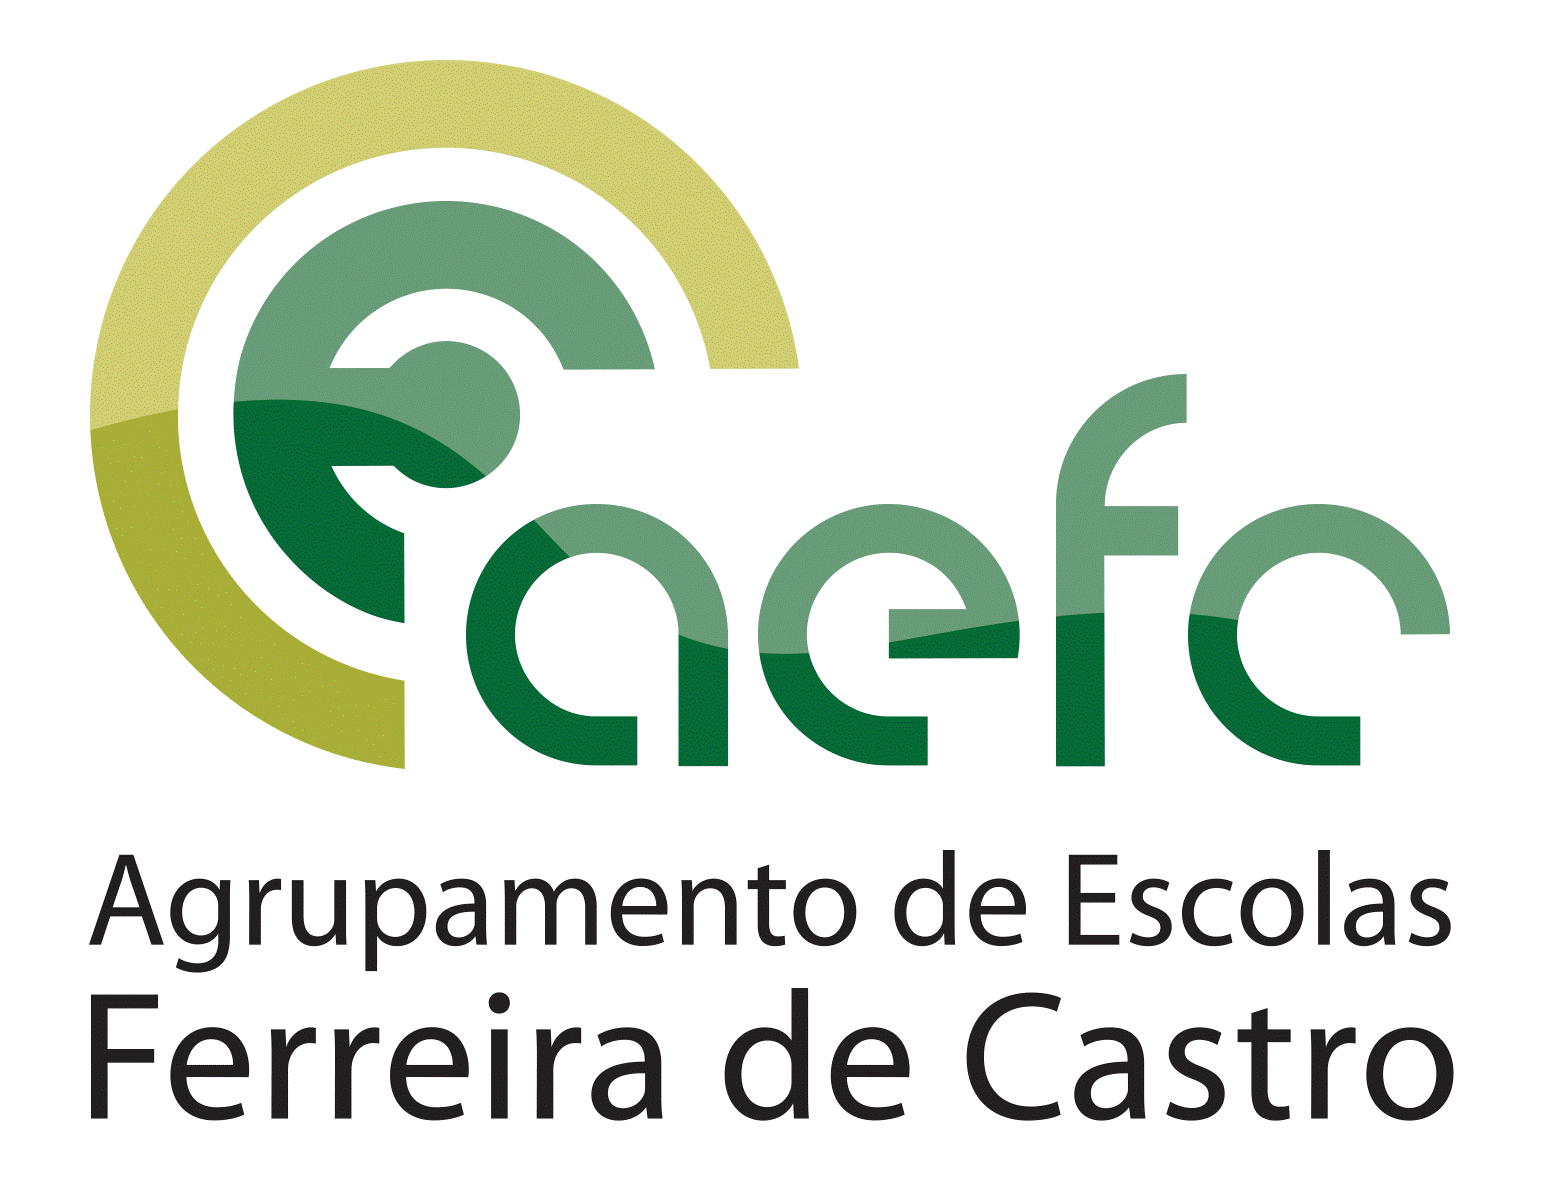 aefc
Agrupamento de Escolas
Ferreira de Castro